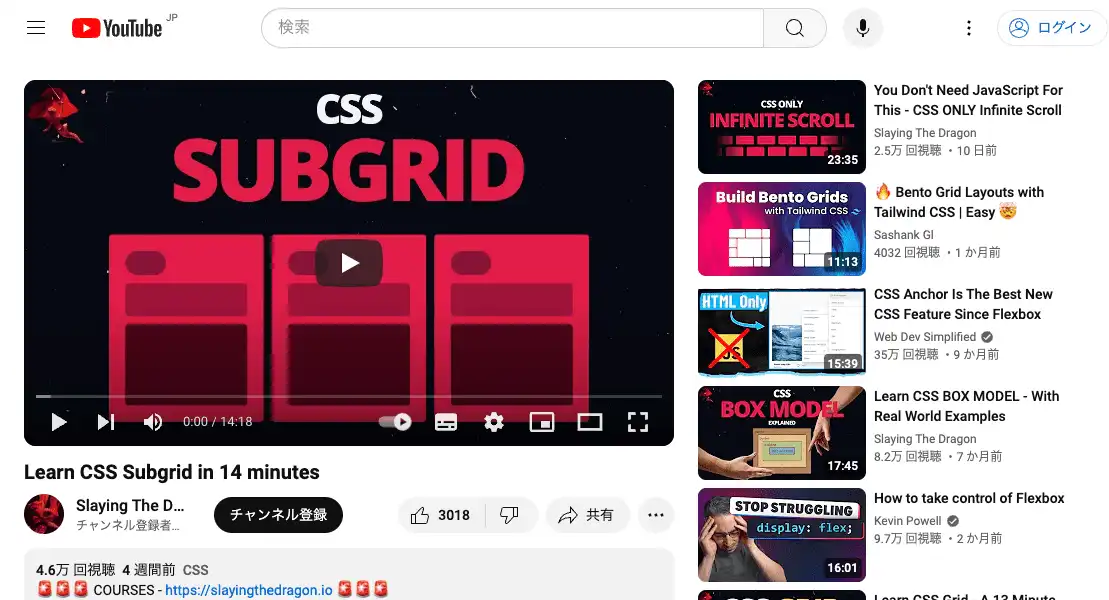 YouTube JP
検索
ログイン
CSS
SUBGRID
0:00 / 14:18
Learn CSS Subgrid in 14 minutes
Slaying The D...
チャンネル登録者...
チャンネル登録
3018
共有
4.6万 回視聴 4 週間前 CSS
🚨🚨🚨 COURSES - https://slayingthedragon.io 🚨🚨🚨
CSS ONLY
INFINITE SCROLL
23:35
You Don't Need JavaScript For
This - CSS ONLY Infinite Scroll
Slaying The Dragon
2.5万 回視聴 ・10 日前
Build Bento Grids
with Tailwind CSS
11:13
🔥 Bento Grid Layouts with
Tailwind CSS | Easy 🤯
Sashank Gl
4032 回視聴 ・1 か月前
HTML Only
JS
15:39
CSS Anchor Is The Best New
CSS Feature Since Flexbox
Web Dev Simplified
35万 回視聴 ・9 か月前
CSS
BOX MODEL
EXPLAINED
17:45
Learn CSS BOX MODEL - With
Real World Examples
Slaying The Dragon
8.2万 回視聴 ・7 か月前
STOP STRUGGLING
display: flex;
16:01
How to take control of Flexbox
Kevin Powell
9.7万 回視聴 ・2 か月前
Learn CSS Grid - A 13 Minute